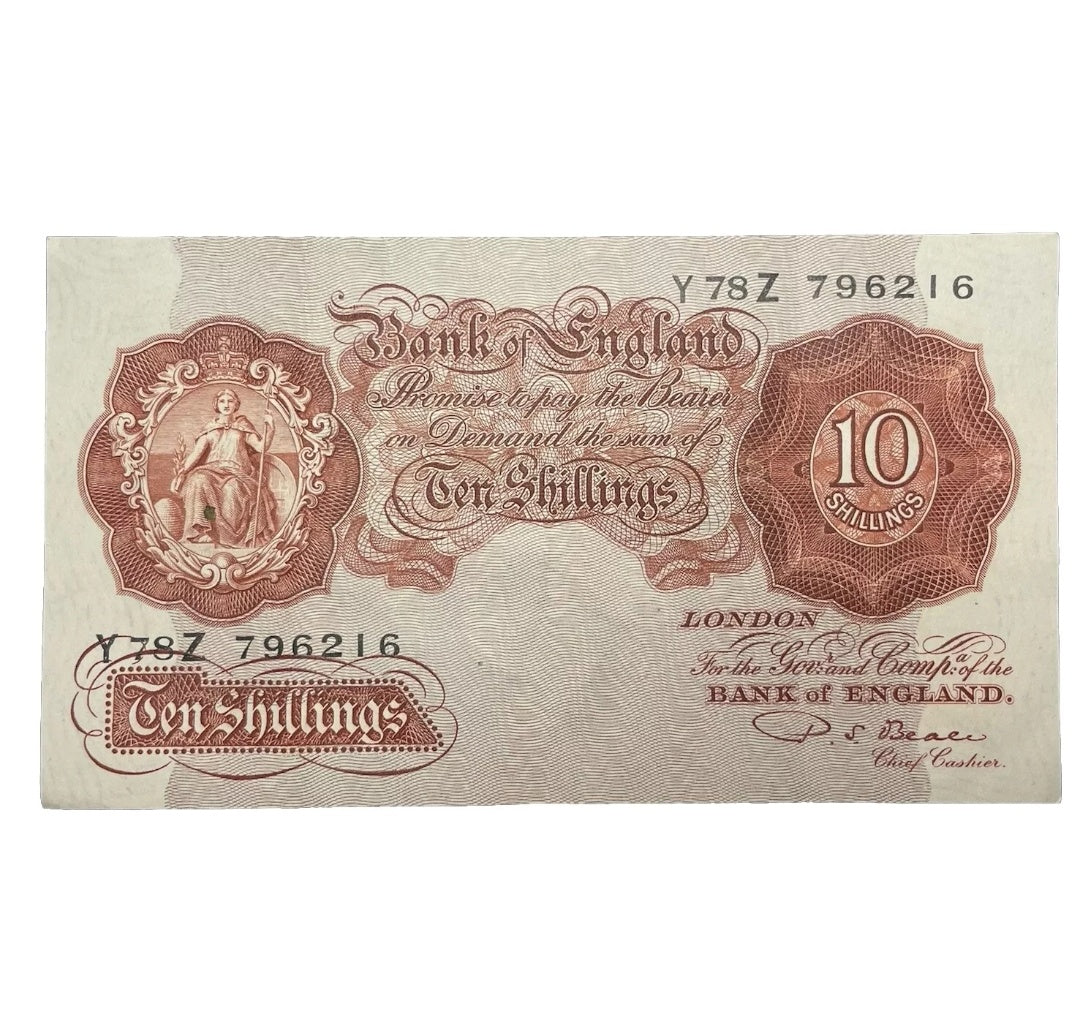 Y78Z 796216
Bank of England
Promise to pay the Bearer
on Demand the sum of
Ten Shillings
10
SHILLINGS
LONDON
For the Gov.r and Comp.a of the
BANK of ENGLAND.
P. S. Beale
Chief Cashier.
Y78Z 796216
Ten Shillings